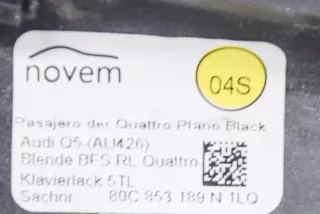 novem
04S
Pasajero der Quattro Piano Black
Audi Q5 (AU426)
Blende BFS RL Quattro
Klavierlack 5TL
Sachnr 80C 853 189 N 1LQ